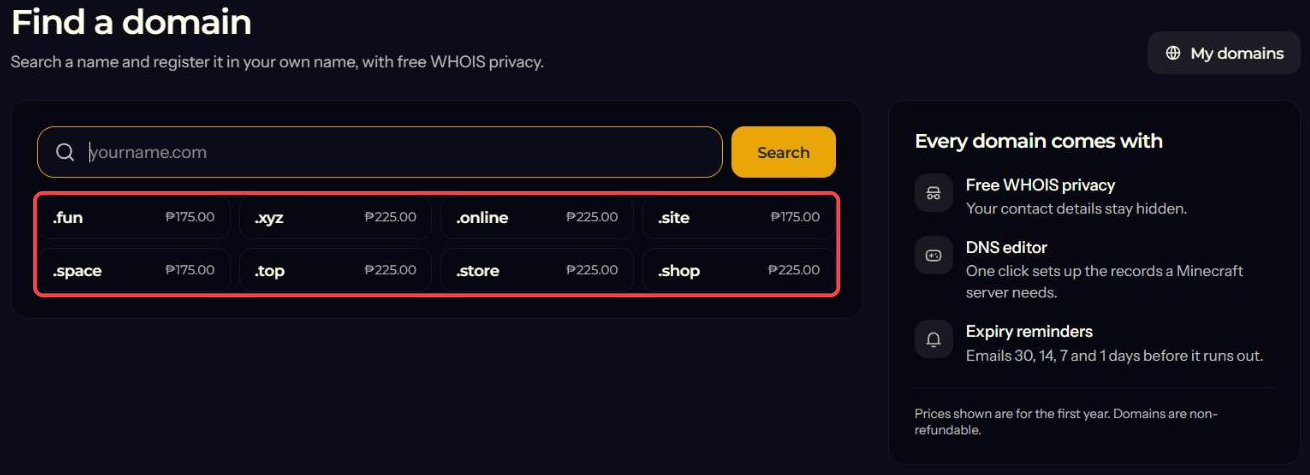 Find a domain
Search a name and register it in your own name, with free WHOIS privacy.
My domains
yourname.com
Search
.fun ₱175.00 .xyz ₱225.00 .online ₱225.00 .site ₱175.00
.space ₱175.00 .top ₱225.00 .store ₱225.00 .shop ₱225.00
Every domain comes with
Free WHOIS privacy
Your contact details stay hidden.
DNS editor
One click sets up the records a Minecraft
server needs.
Expiry reminders
Emails 30, 14, 7 and 1 days before it runs out.
Prices shown are for the first year. Domains are non-
refundable.